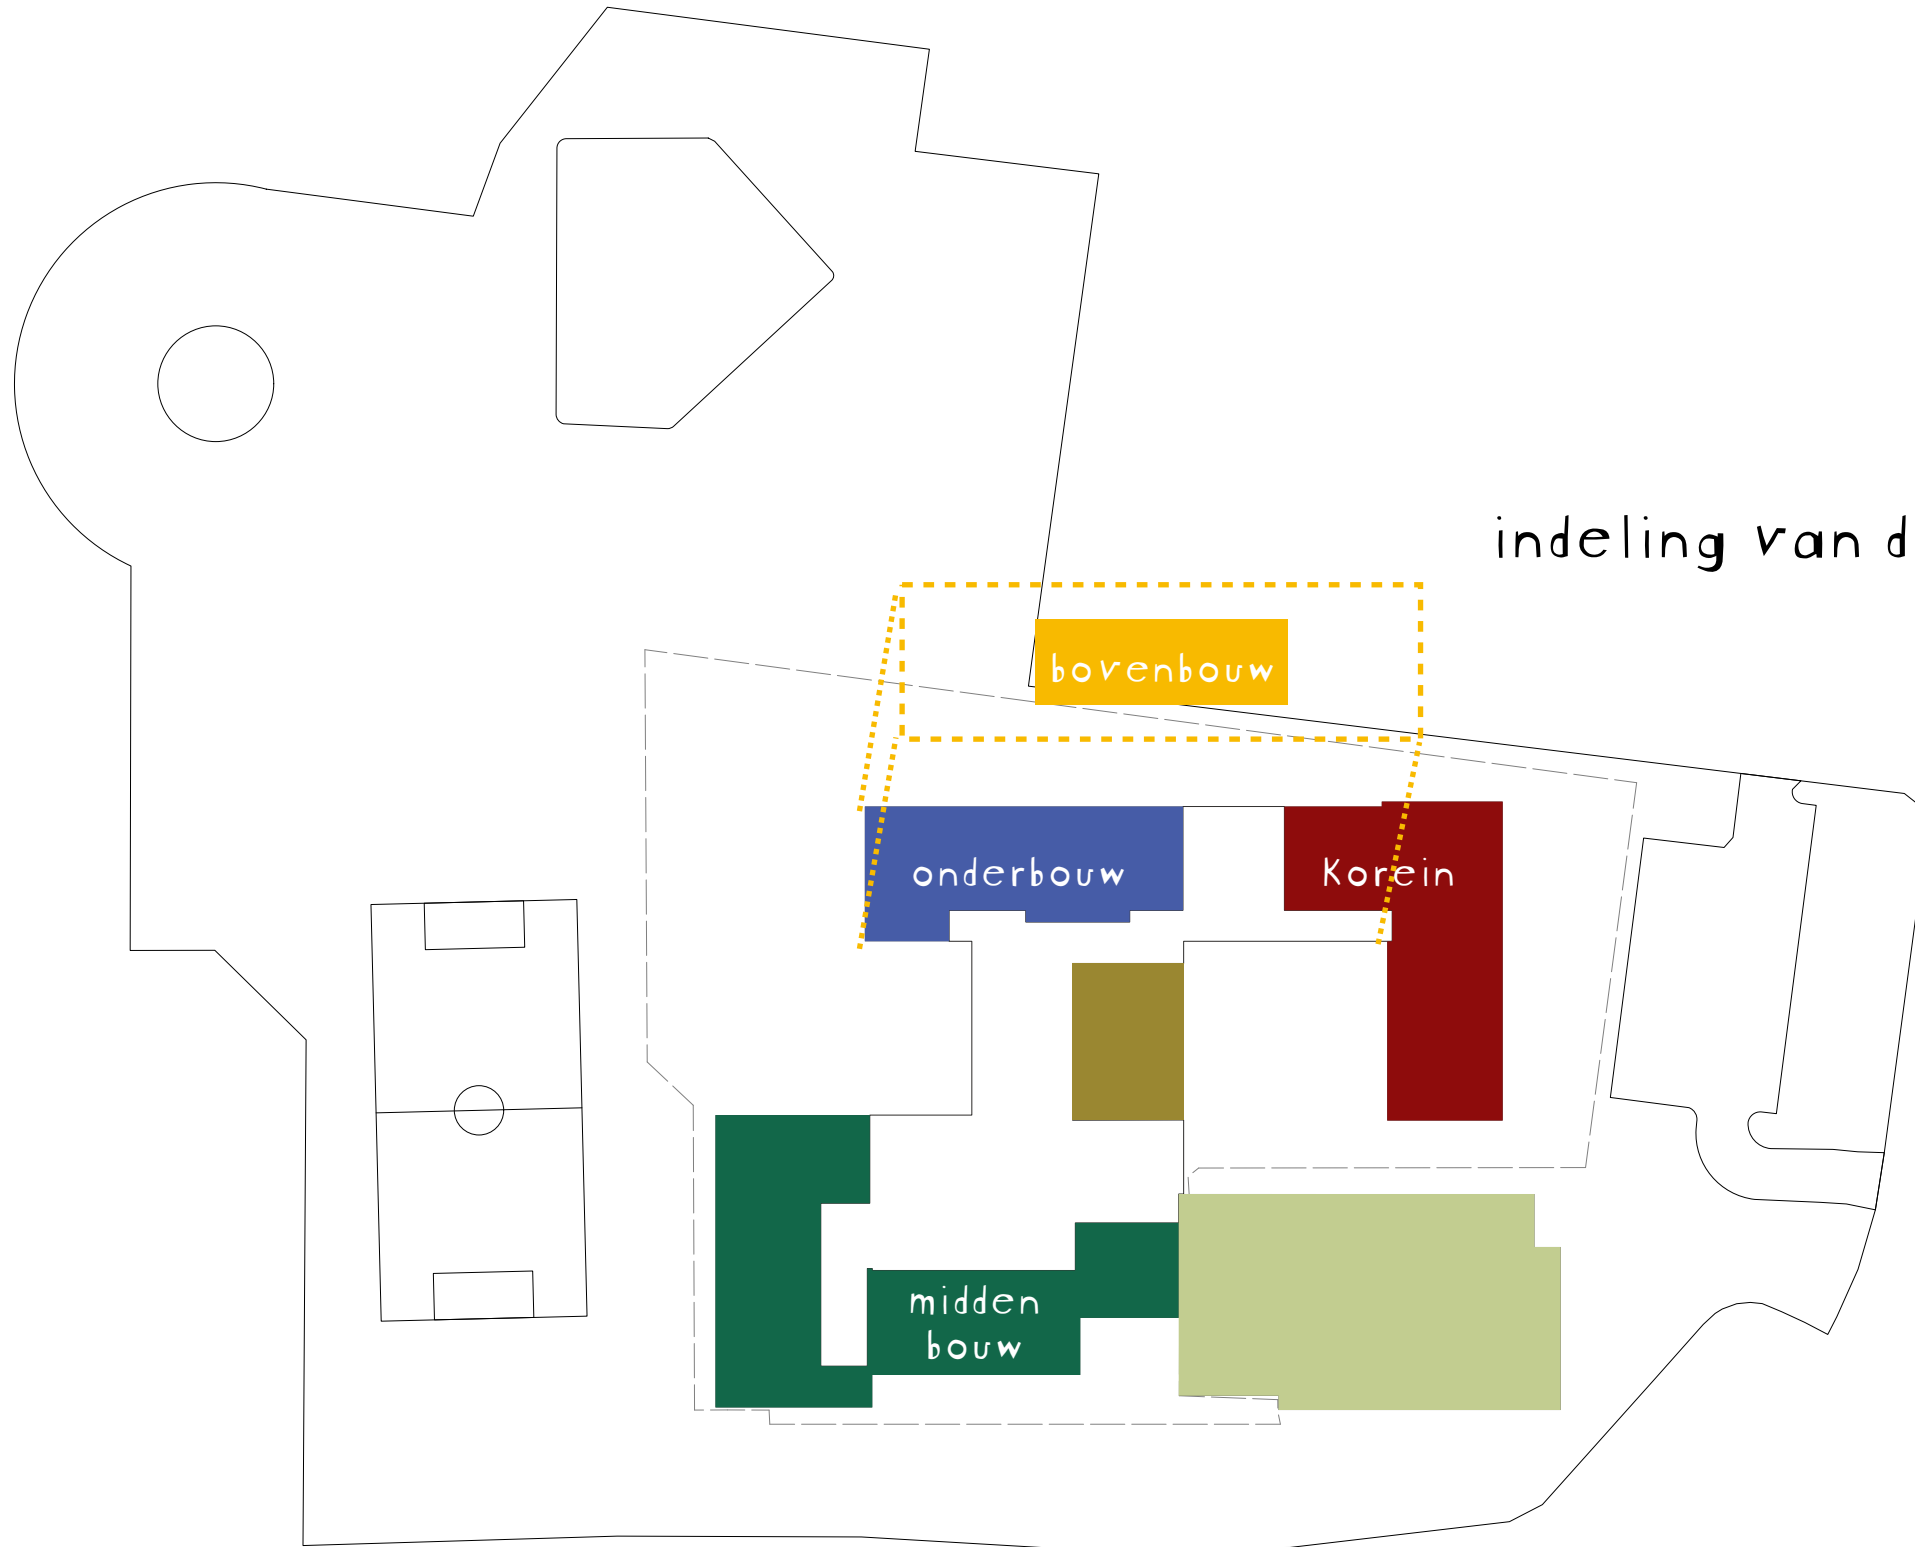 indeling van d
bovenbouw
onderbouw
Korein
midden
bouw